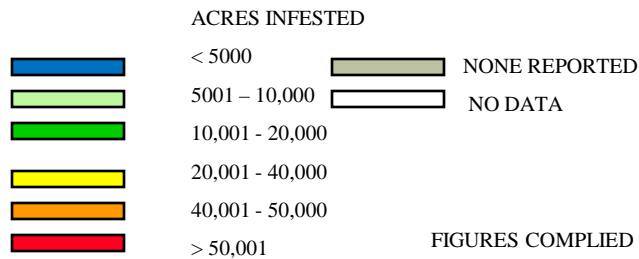 ACRES INFESTED
< 5000
NONE REPORTED
5001 – 10,000
NO DATA
10,001 - 20,000
20,001 - 40,000
40,001 - 50,000
> 50,001
FIGURES COMPLIED